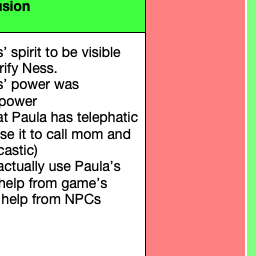 usion
s' spirit to be visible
rify Ness.
s' power was
power
at Paula has telephatic
se it to call mom and
castic)
actually use Paula's
help from game's
help from NPCs